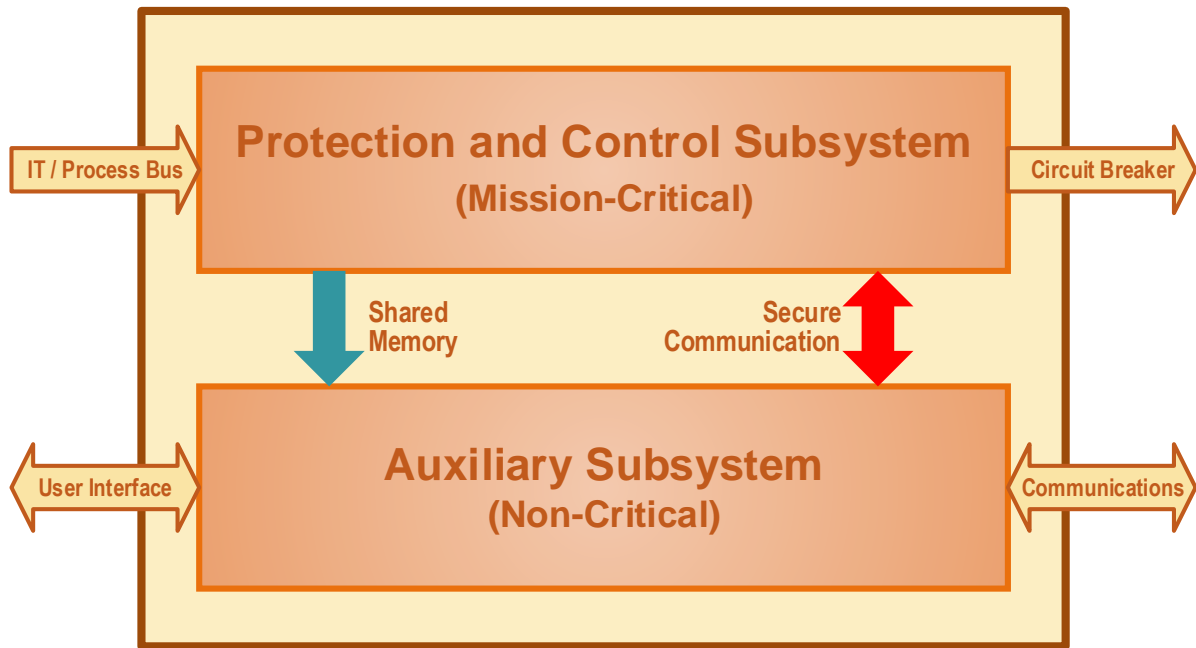 Protection and Control Subsystem
(Mission-Critical)
IT / Process Bus
Circuit Breaker
Shared
Memory
Secure
Communication
Auxiliary Subsystem
(Non-Critical)
User Interface
Communications